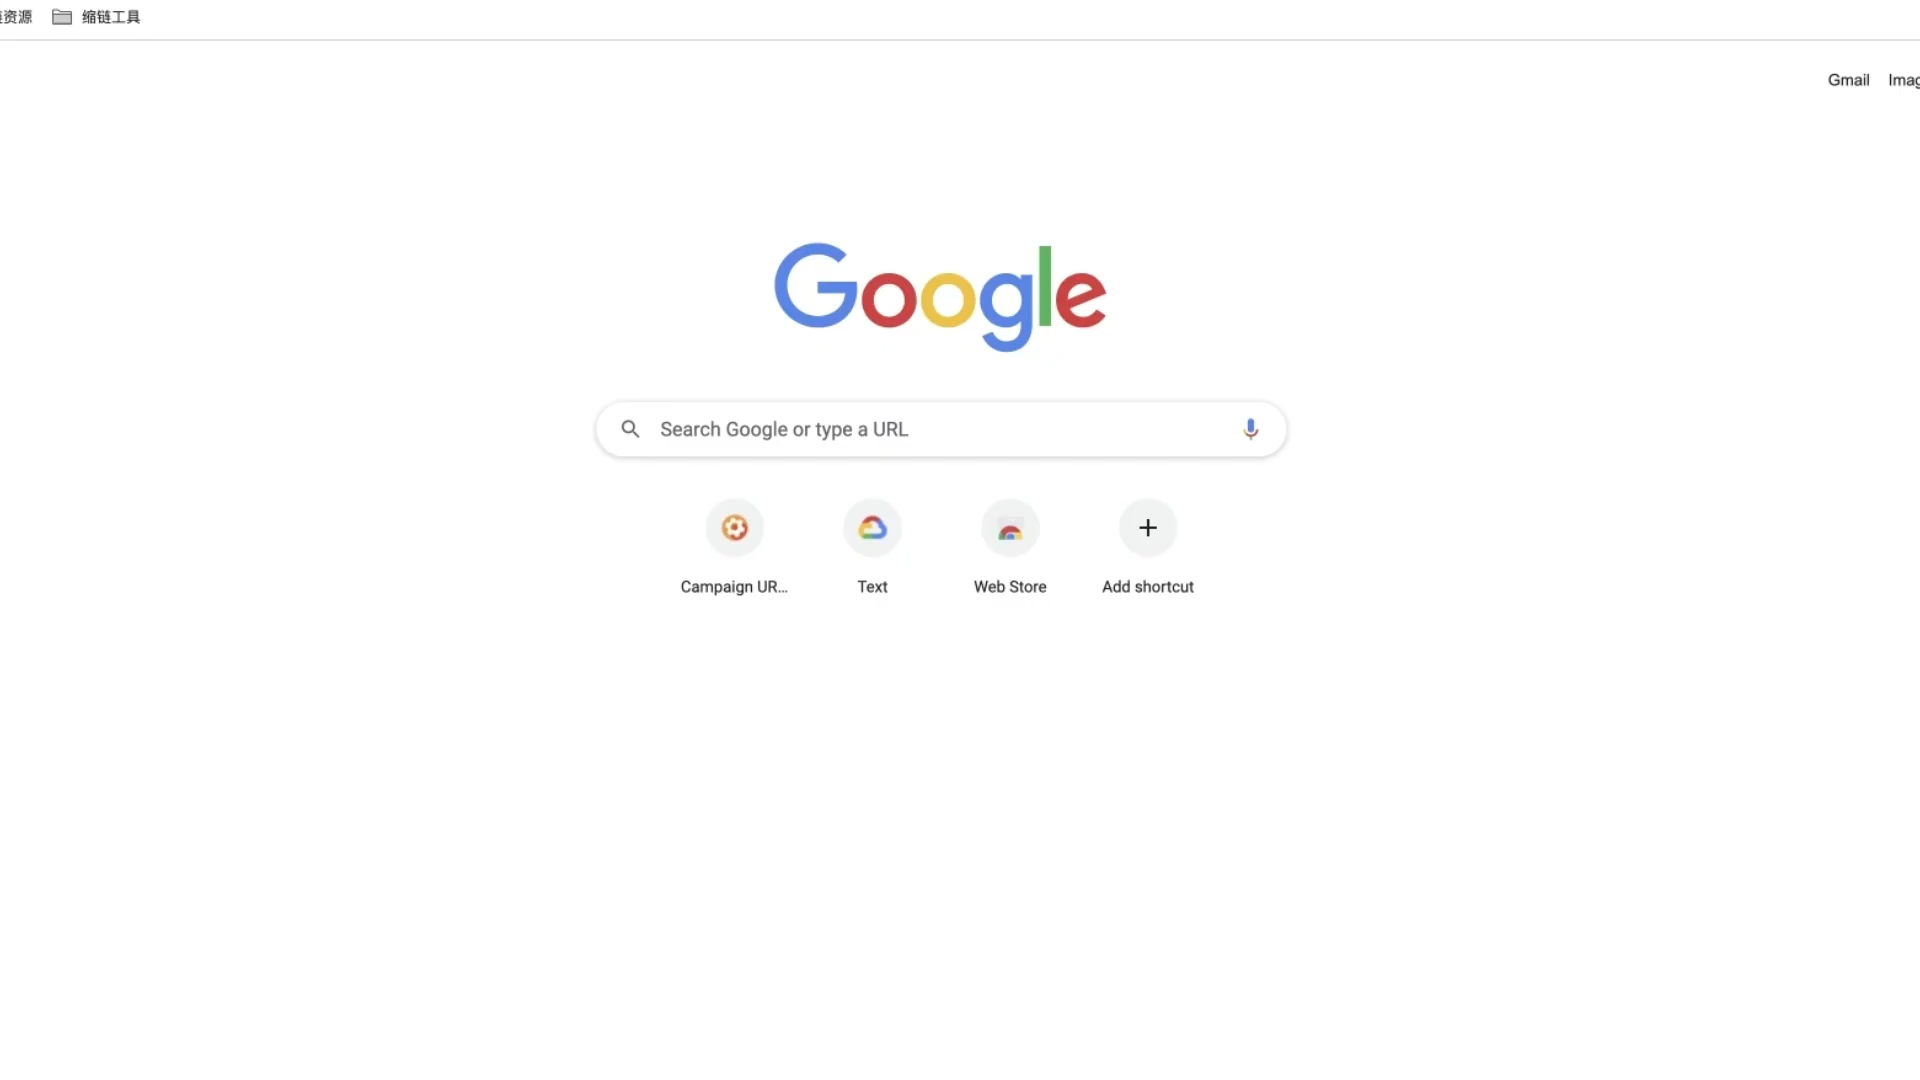 资源 缩链工具
Gmail
Google
Search Google or type a URL
Campaign UR... Text Web Store Add shortcut